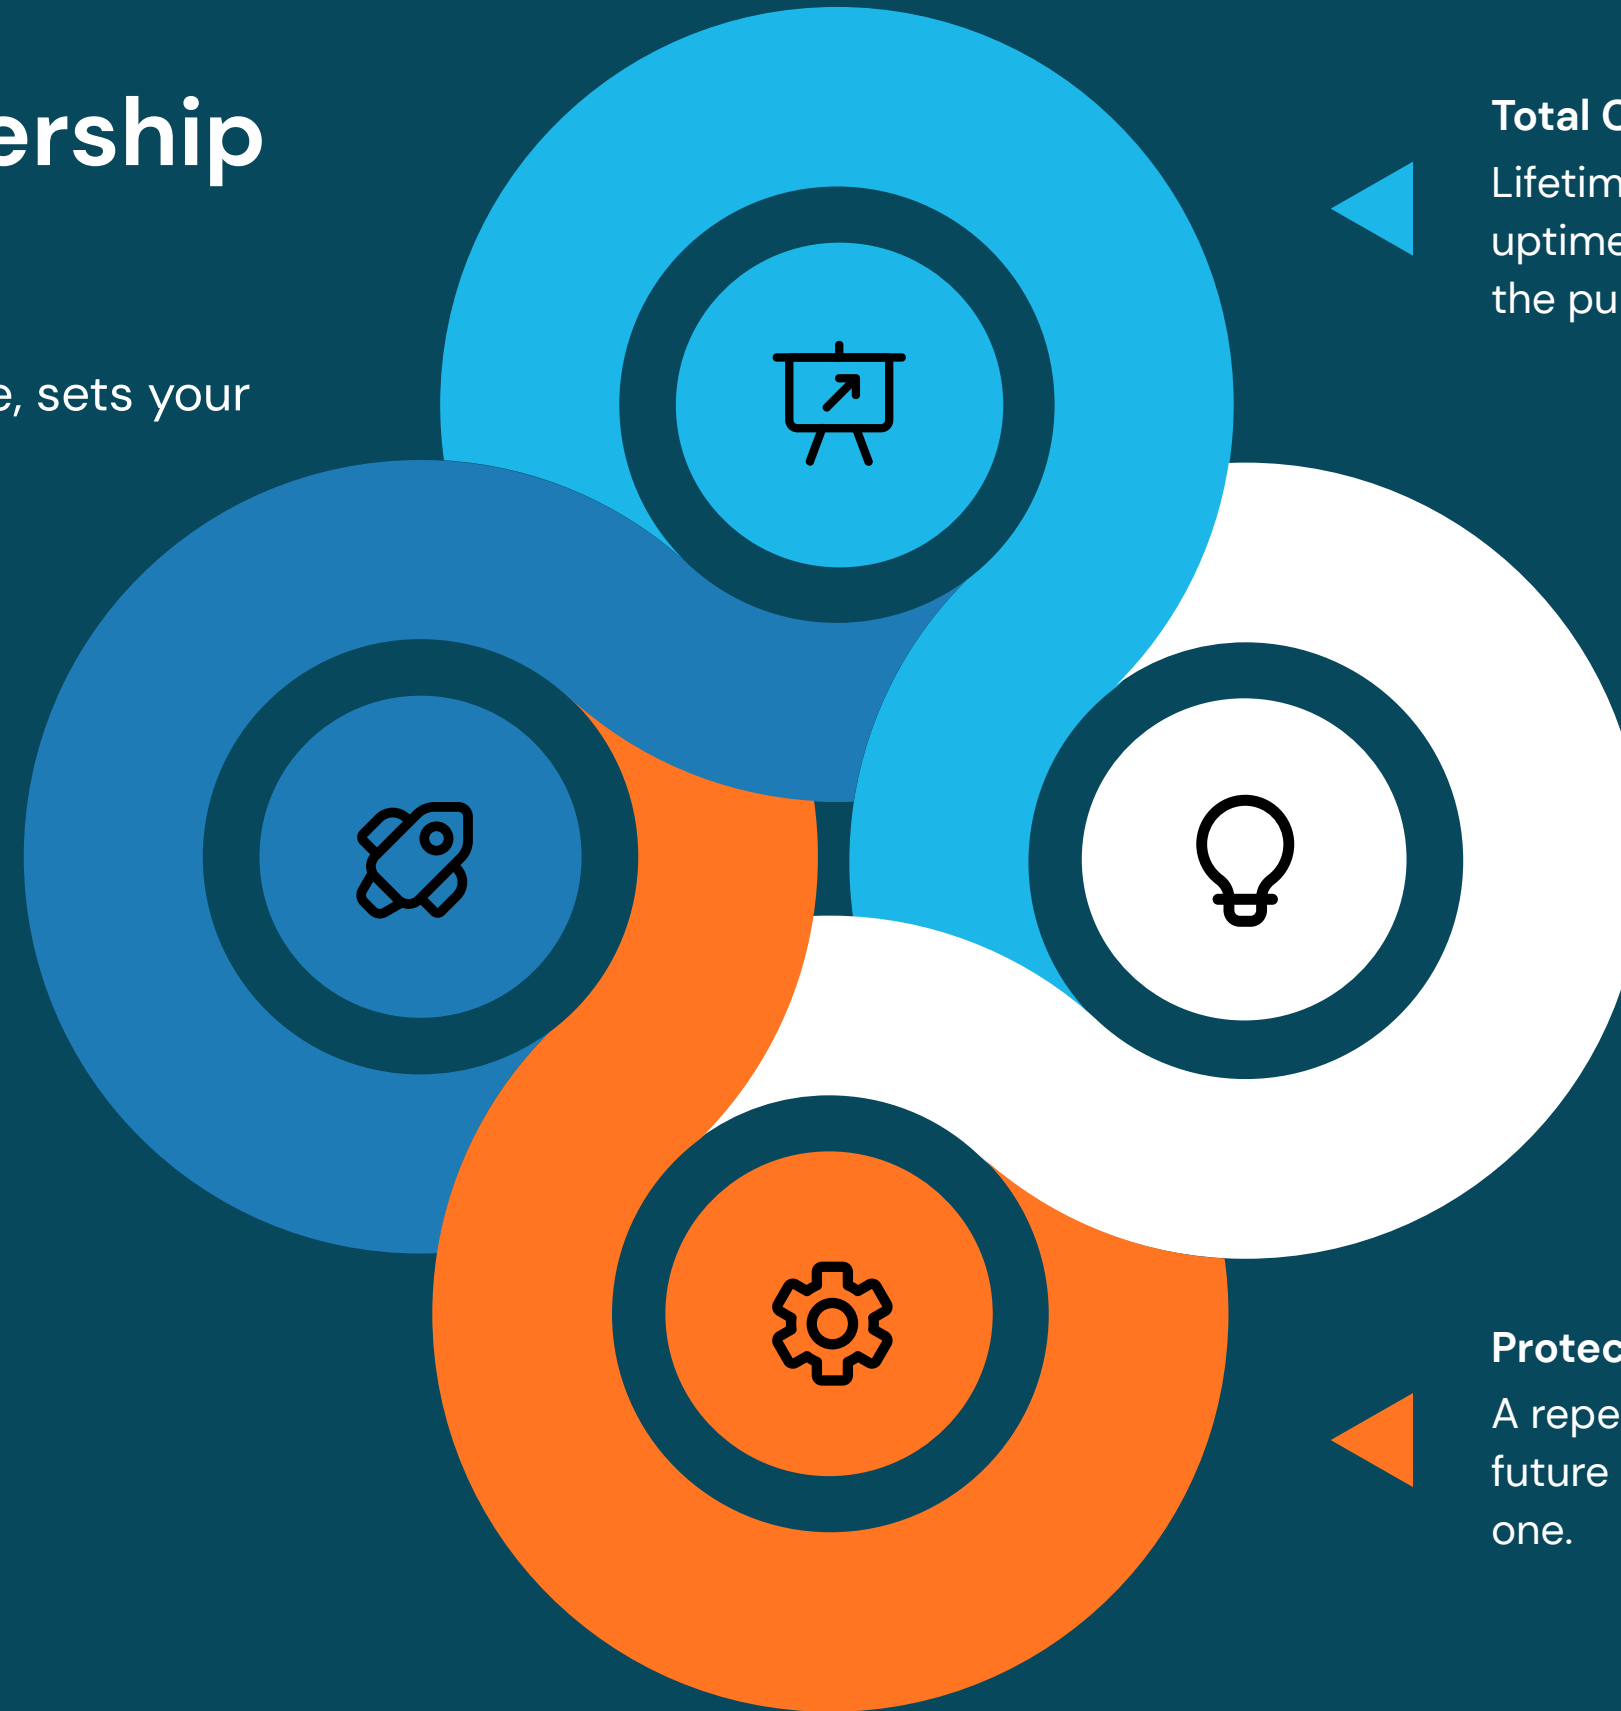 ership
e, sets your
Total
Lifetim
uptime
the pu
Protec
A repe
future
one.